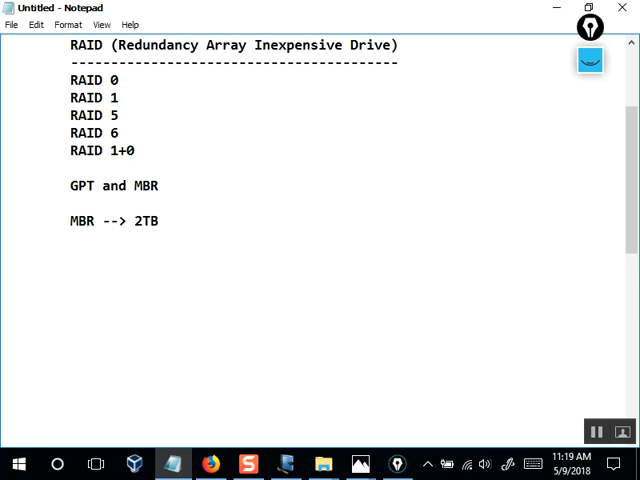 Untitled - Notepad
File Edit Format View Help
RAID (Redundancy Array Inexpensive Drive)
-----------------------------------------
RAID 0
RAID 1
RAID 5
RAID 6
RAID 1+0
GPT and MBR
MBR --> 2TB
11:19 AM
5/9/2018